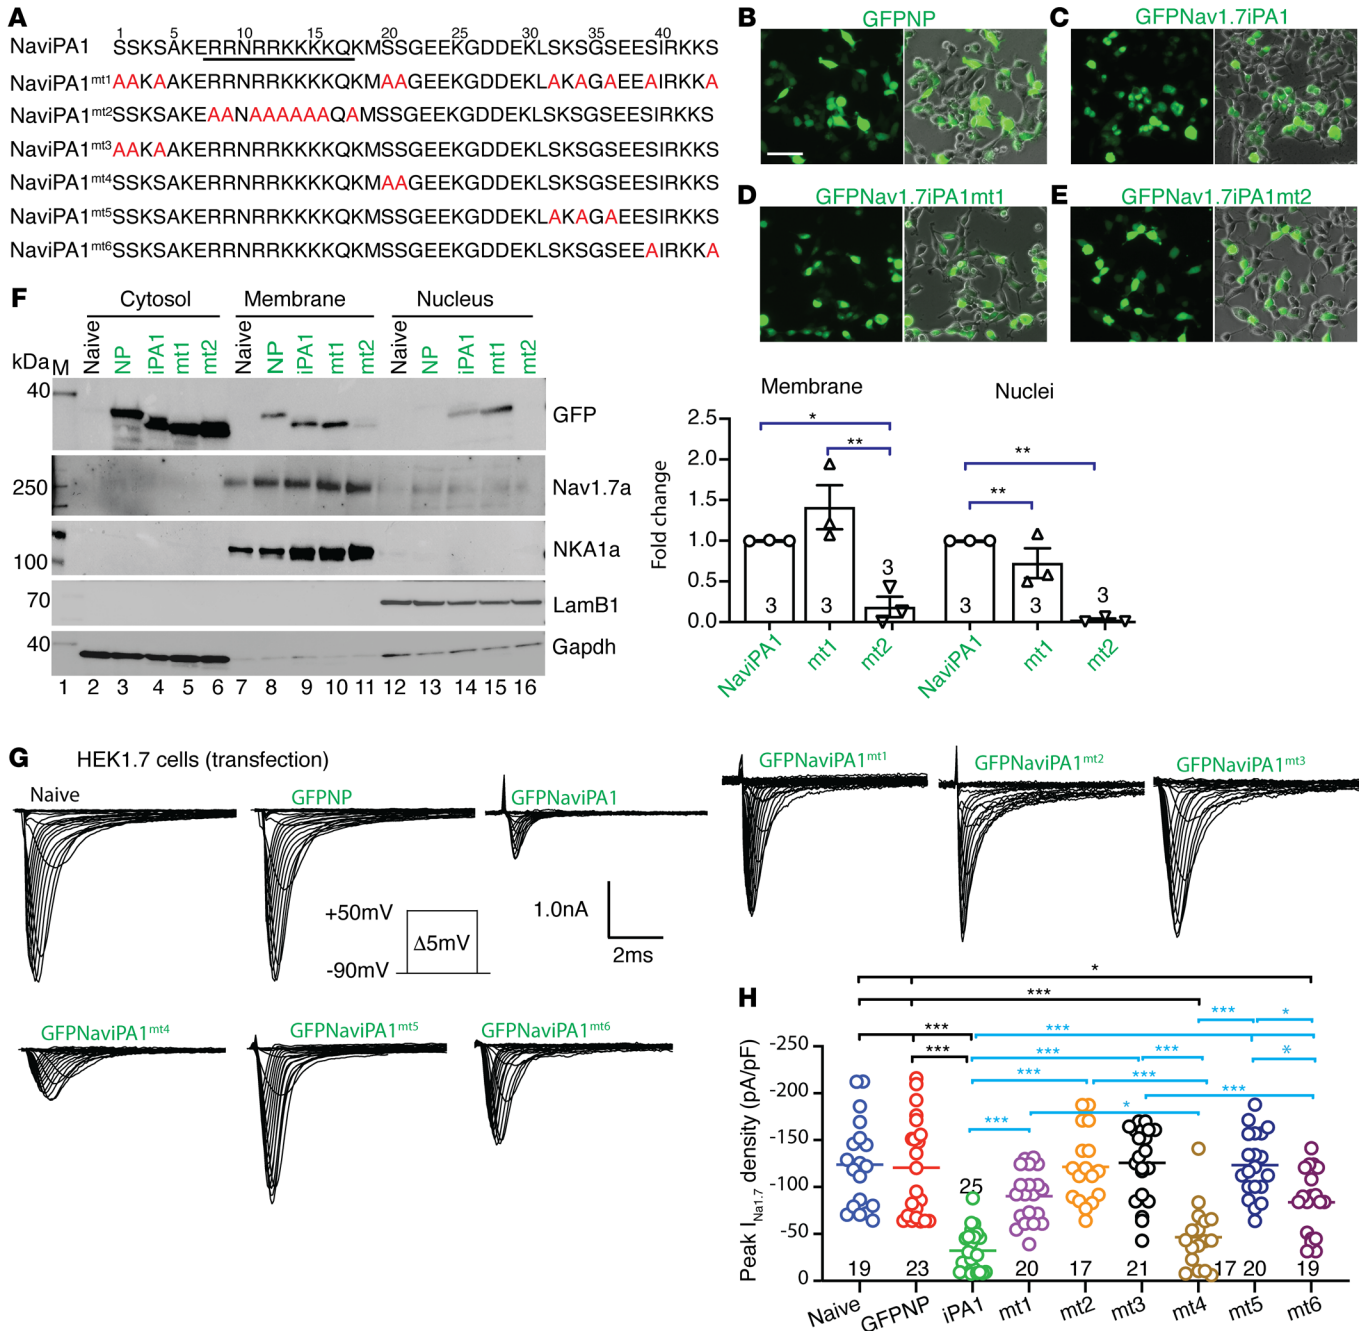 A
1 5 10 15 20 25 30 35 40
NaviPA1 SSKSAKERRNRRKKKKQKMSSGEEKGDDEKLSKSGSEESIRKKS
NaviPA1mt1 AAKAAKERRNRRKKKKQKMAAGEEKGDDEKLAKAGAEEAIRKKA
NaviPA1mt2 SSKSAKEAANAAAAAAQAMSSGEEKGDDEKLSKSGSEESIRKKS
NaviPA1mt3 AAKAAKERRNRRKKKKQKMSSGEEKGDDEKLSKSGSEESIRKKS
NaviPA1mt4 SSKSAKERRNRRKKKKQKMAAGEEKGDDEKLSKSGSEESIRKKS
NaviPA1mt5 SSKSAKERRNRRKKKKQKMSSGEEKGDDEKLAKAGAEESIRKKS
NaviPA1mt6 SSKSAKERRNRRKKKKQKMSSGEEKGDDEKLSKSGSEEAIRKKA
B GFPNP
C GFPNav1.7iPA1
D GFPNav1.7iPA1mt1
E GFPNav1.7iPA1mt2
F
Cytosol Membrane Nucleus
kDa M Naive NP iPA1 mt1 mt2 Naive NP iPA1 mt1 mt2 Naive NP iPA1 mt1 mt2
40 GFP
250 Nav1.7a
100 NKA1a
70 LamB1
40 Gapdh
1 2 3 4 5 6 7 8 9 10 11 12 13 14 15 16
Membrane Nuclei
Fold change
2.5
2.0
1.5
1.0
0.5
0.0
* ** ** **
3 3 3 3 3 3
NaviPA1 mt1 mt2 NaviPA1 mt1 mt2
G HEK1.7 cells (transfection)
Naive GFPNP GFPNaviPA1 GFPNaviPA1mt1 GFPNaviPA1mt2 GFPNaviPA1mt3
+50mV
Δ5mV
-90mV
1.0nA
2ms
GFPNaviPA1mt4 GFPNaviPA1mt5 GFPNaviPA1mt6
H
*
***
*** *
*** ***
*** *** *** *
*** ***
***
*
***
Peak INa1.7 density (pA/pF)
-250
-200
-150
-100
-50
0
19 23 25 20 17 21 17 20 19
Naive GFPNP iPA1 mt1 mt2 mt3 mt4 mt5 mt6